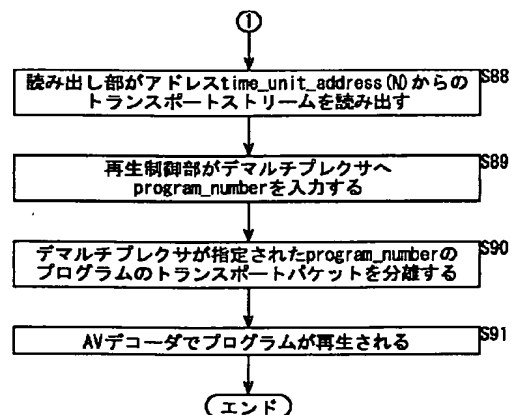 ①
読み出し部がアドレスtime_unit_address(N)からの
トランスポートストリームを読み出す
S88
再生制御部がデマルチプレクサへ
program_numberを入力する
S89
デマルチプレクサが指定されたprogram_numberの
プログラムのトランスポートパケットを分離する
S90
AVデコーダでプログラムが再生される
S91
エンド